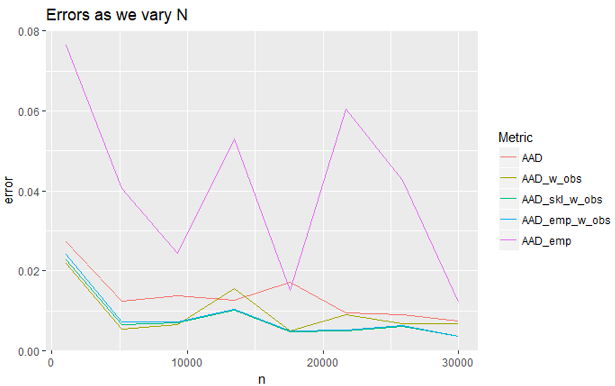 Errors as we vary N
0.08
0.06
0.04
0.02
0.00
error
0
10000
20000
30000
n
Metric
AAD
AAD_w_obs
AAD_skl_w_obs
AAD_emp_w_obs
AAD_emp